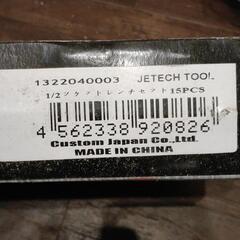 1322040003 JETECH TOOL
1/2ソケットレンチセット15PCS
4 562338 920826
Custom Japan Co.,Ltd.
MADE IN CHINA